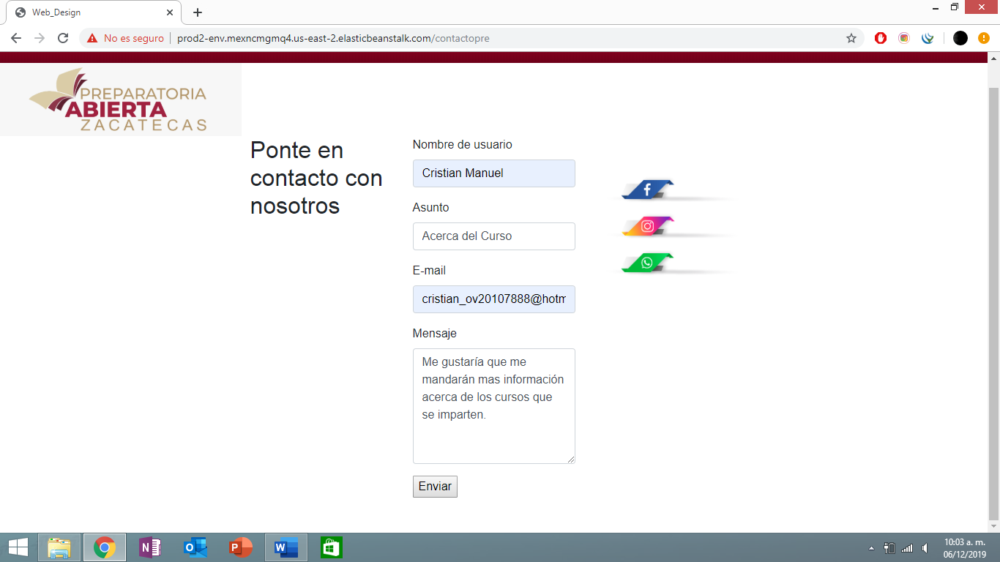 Web_Design
No es seguro
prod2-env.mexncmgmq4.us-east-2.elasticbeanstalk.com/contactopre
PREPARATORIA
ABIERTA
ZACATECAS
Ponte en
contacto con
nosotros
Nombre de usuario
Cristian Manuel
Asunto
Acerca del Curso
E-mail
cristian_ov20107888@hotm
Mensaje
Me gustaría que me
mandarán mas información
acerca de los cursos que
se imparten.
Enviar
10:03 a. m.
06/12/2019